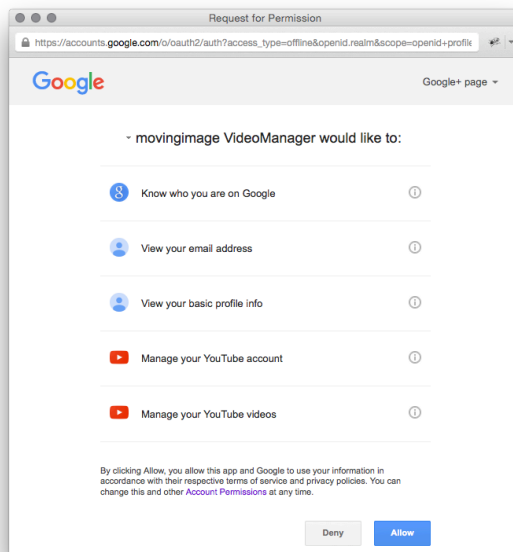 Request for Permission
https://accounts.google.com/o/oauth2/auth?access_type=offline&openid.realm&scope=openid+profile
Google
Google+ page
movingimage VideoManager would like to:
8
Know who you are on Google
View your email address
View your basic profile info
Manage your YouTube account
Manage your YouTube videos
By clicking Allow, you allow this app and Google to use your information in
accordance with their respective terms of service and privacy policies. You can
change this and other Account Permissions at any time.
Deny Allow